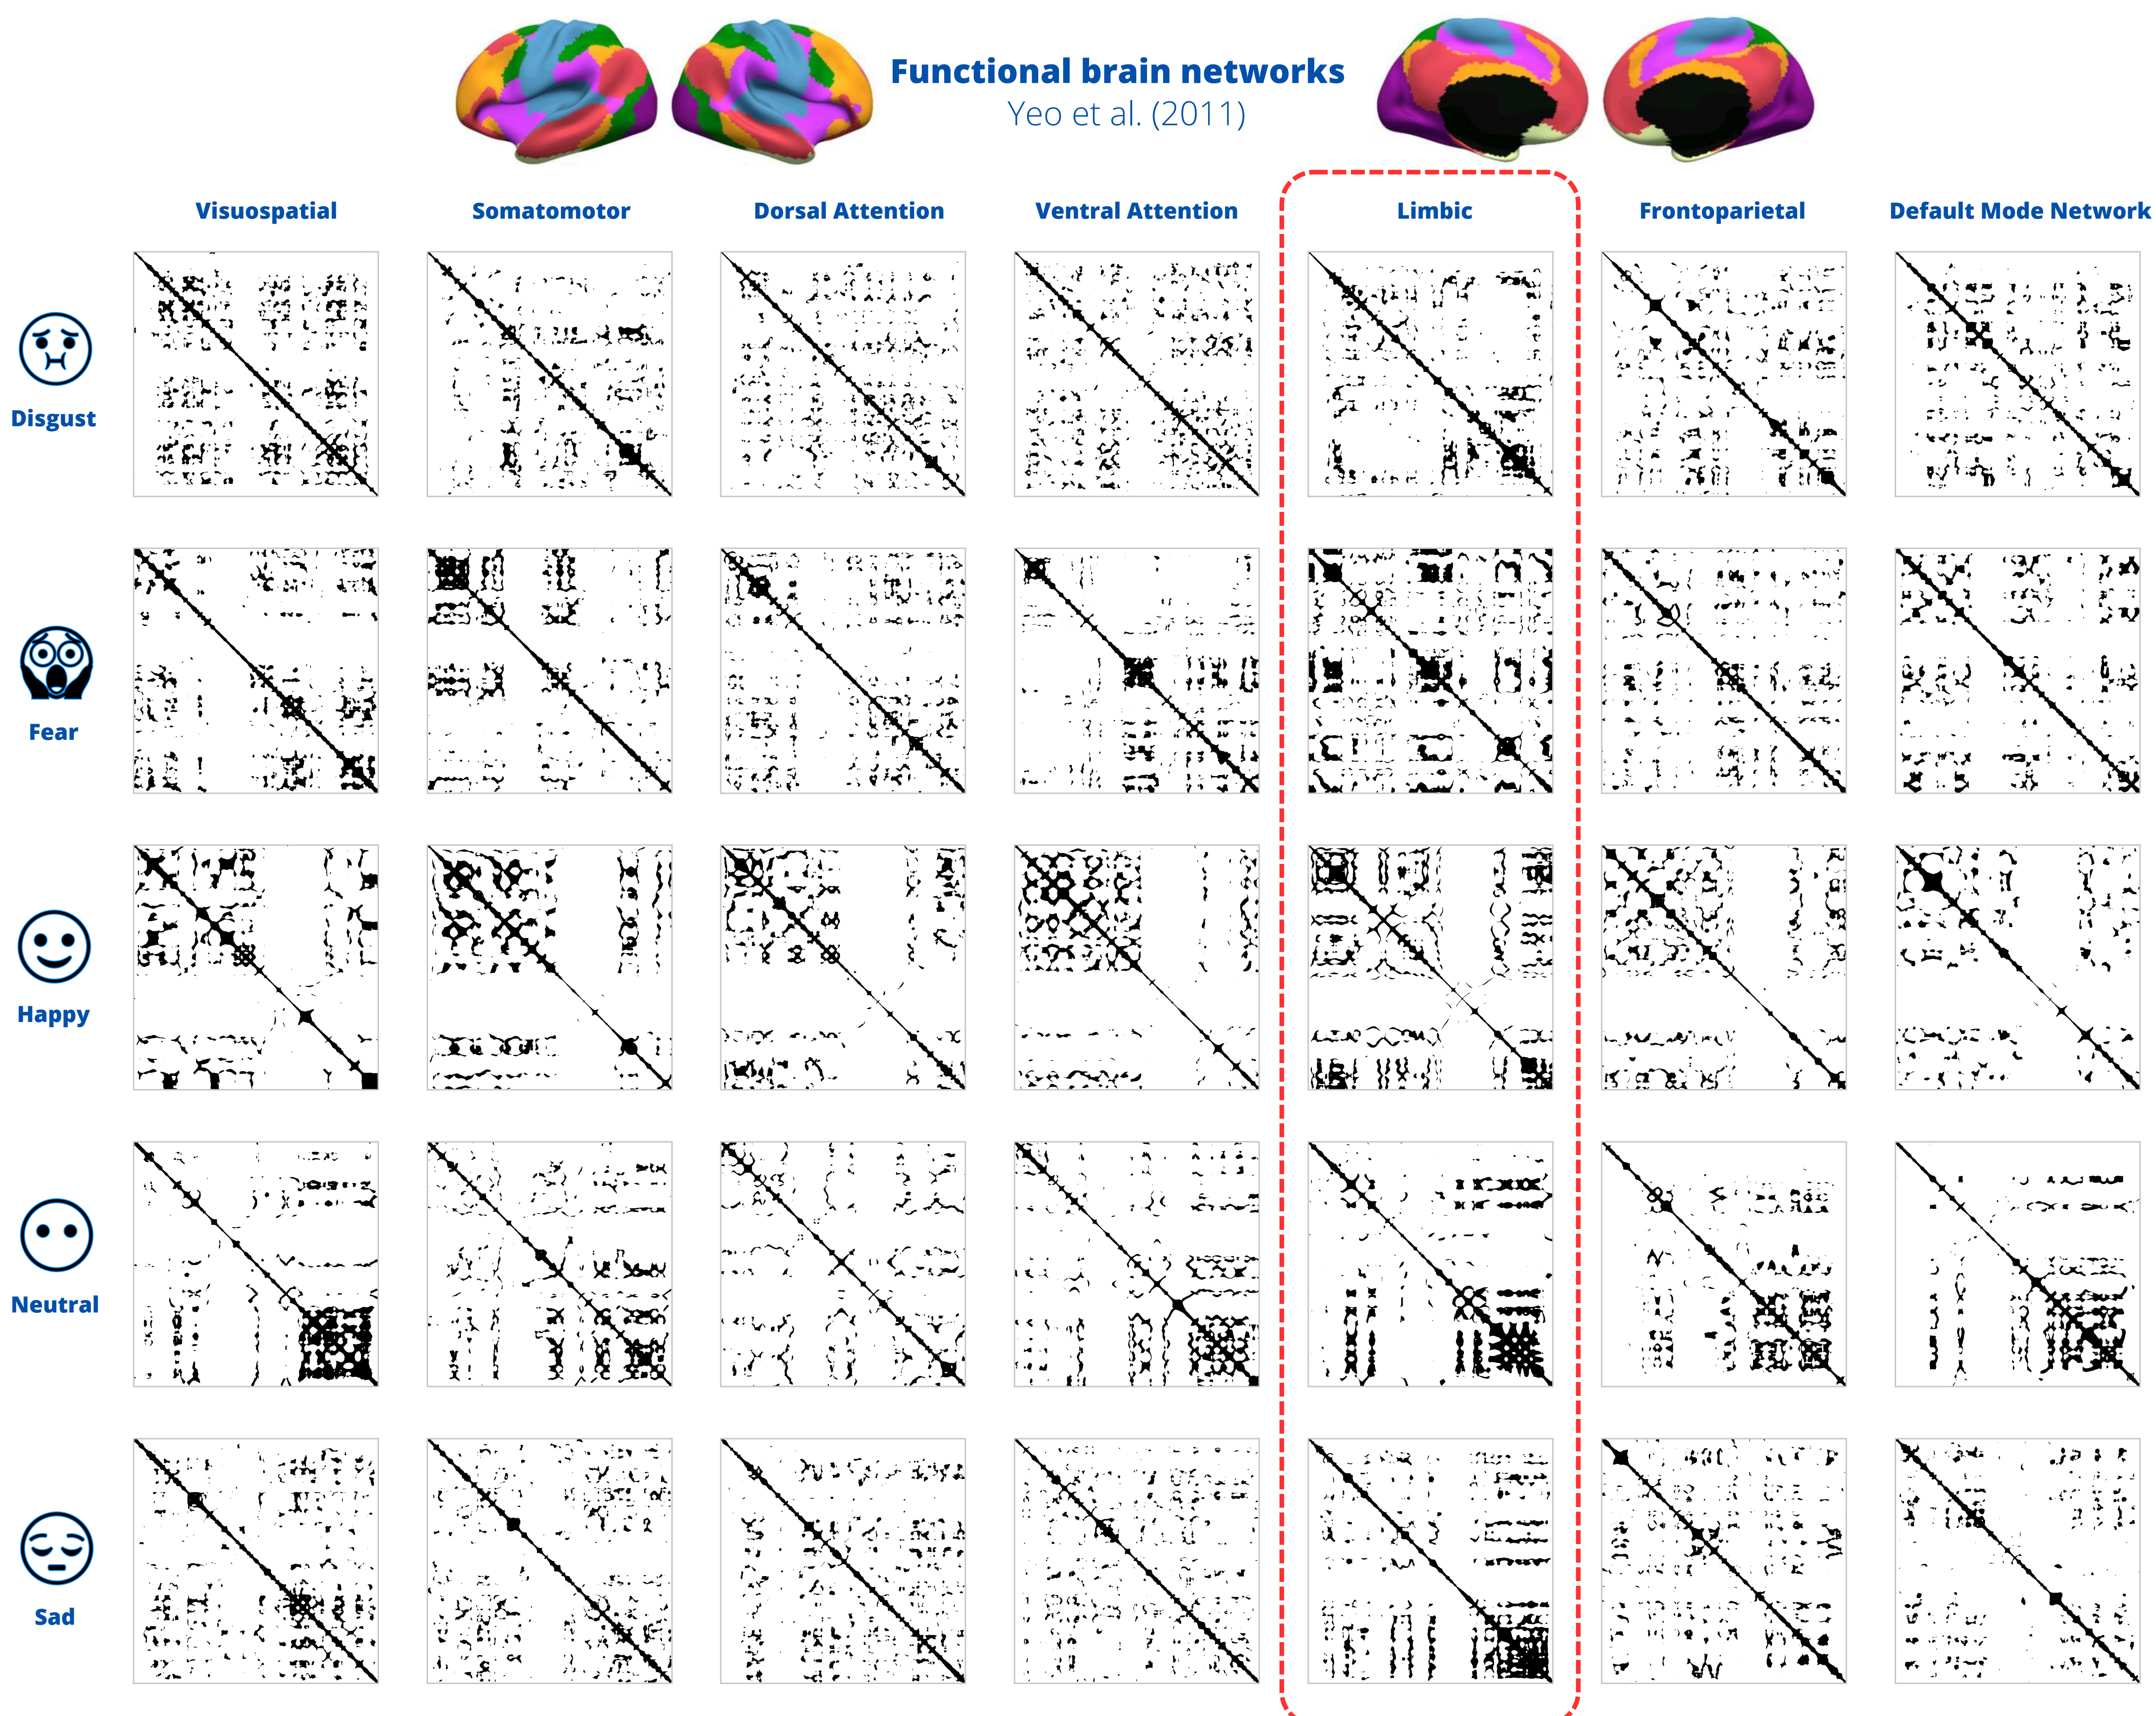 Functional brain networks
Yeo et al. (2011)
Visuospatial
Somatomotor
Dorsal Attention
Ventral Attention
Limbic
Frontoparietal
Default Mode Network
Disgust
Fear
Happy
Neutral
Sad